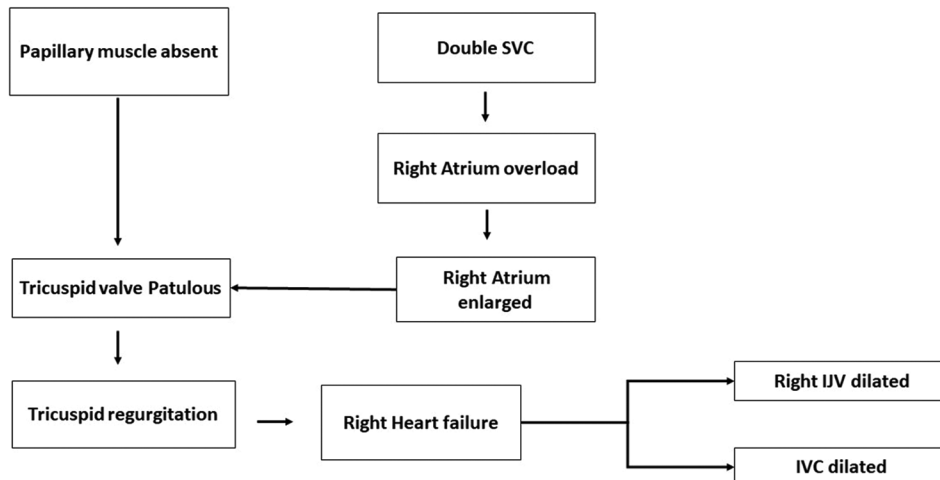 Papillary muscle absent
Double SVC
Right Atrium overload
Right Atrium
enlarged
Tricuspid valve Patulous
Tricuspid regurgitation
Right Heart failure
Right IJV dilated
IVC dilated